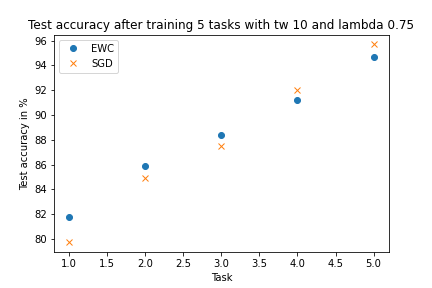 Test accuracy after training 5 tasks with tw 10 and lambda 0.75
EWC
SGD
96
94
92
90
88
86
84
82
80
Test accuracy in %
1.0 1.5 2.0 2.5 3.0 3.5 4.0 4.5 5.0
Task